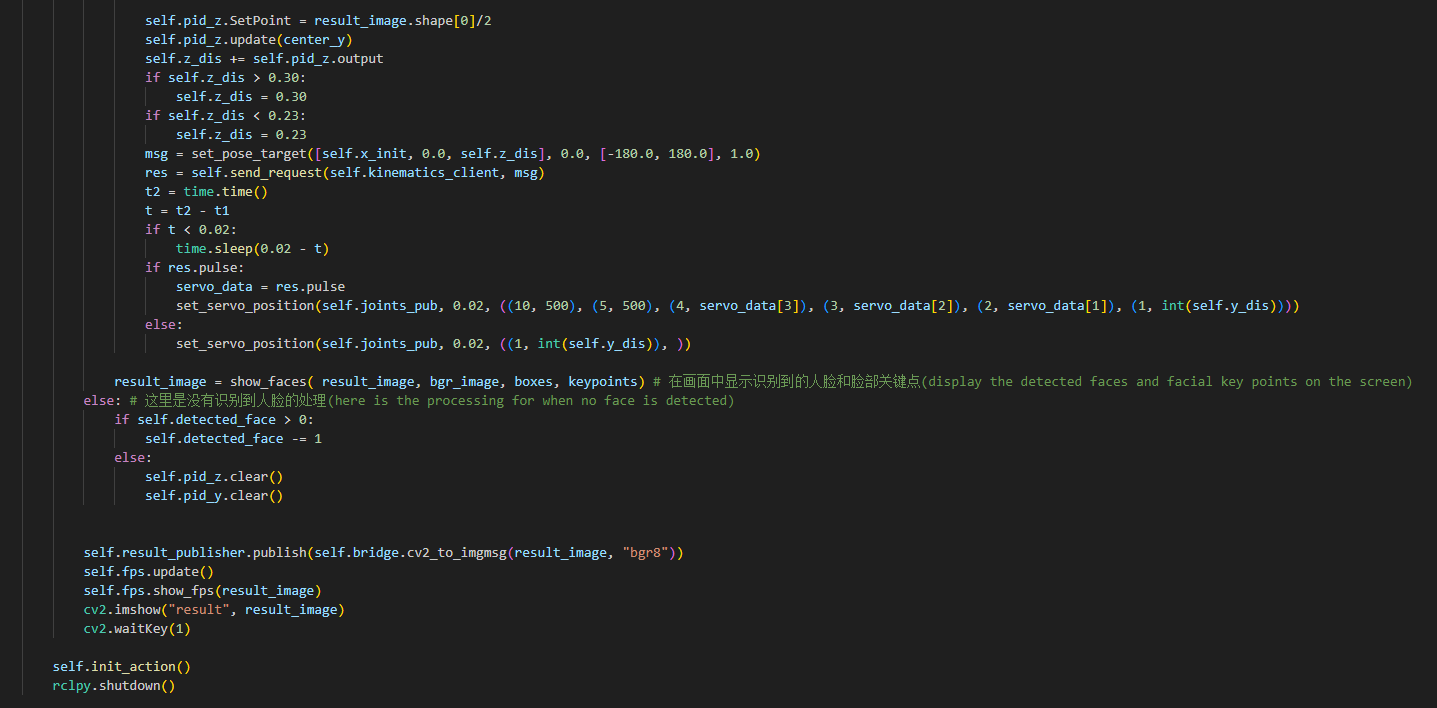 self.pid_z.SetPoint = result_image.shape[0]/2
self.pid_z.update(center_y)
self.z_dis += self.pid_z.output
if self.z_dis > 0.30:
self.z_dis = 0.30
if self.z_dis < 0.23:
self.z_dis = 0.23
msg = set_pose_target([self.x_init, 0.0, self.z_dis], 0.0, [-180.0, 180.0], 1.0)
res = self.send_request(self.kinematics_client, msg)
t2 = time.time()
t = t2 - t1
if t < 0.02:
time.sleep(0.02 - t)
if res.pulse:
servo_data = res.pulse
set_servo_position(self.joints_pub, 0.02, ((10, 500), (5, 500), (4, servo_data[3]), (3, servo_data[2]), (2, servo_data[1]), (1, int(self.y_dis))))
else:
set_servo_position(self.joints_pub, 0.02, ((1, int(self.y_dis)), ))
result_image = show_faces( result_image, bgr_image, boxes, keypoints) # 在画面中显示识别到的人脸和脸部关键点(display the detected faces and facial key points on the screen)
else: # 这里是没有识别到人脸的处理(here is the processing for when no face is detected)
if self.detected_face > 0:
self.detected_face -= 1
else:
self.pid_z.clear()
self.pid_y.clear()
self.result_publisher.publish(self.bridge.cv2_to_imgmsg(result_image, "bgr8"))
self.fps.update()
self.fps.show_fps(result_image)
cv2.imshow("result", result_image)
cv2.waitKey(1)
self.init_action()
rclpy.shutdown()